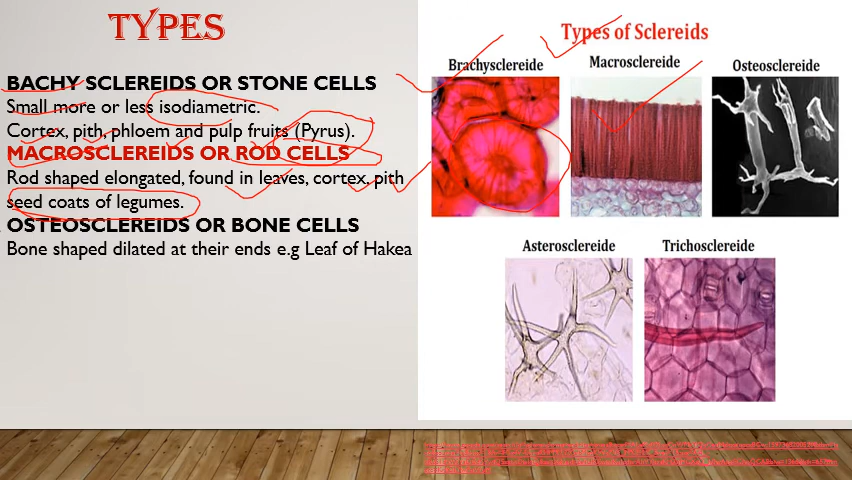 TYPES
BACHY SCLEREIDS OR STONE CELLS
Small more or less isodiametric.
Cortex, pith, phloem and pulp fruits (Pyrus).
MACROSCLEREIDS OR ROD CELLS
Rod shaped elongated, found in leaves, cortex, pith
seed coats of legumes.
OSTEOSCLEREIDS OR BONE CELLS
Bone shaped dilated at their ends e.g Leaf of Hakea
Types of Sclereids
Brachysclereide
Macrosclereide
Osteosclereide
Asterosclereide
Trichosclereide